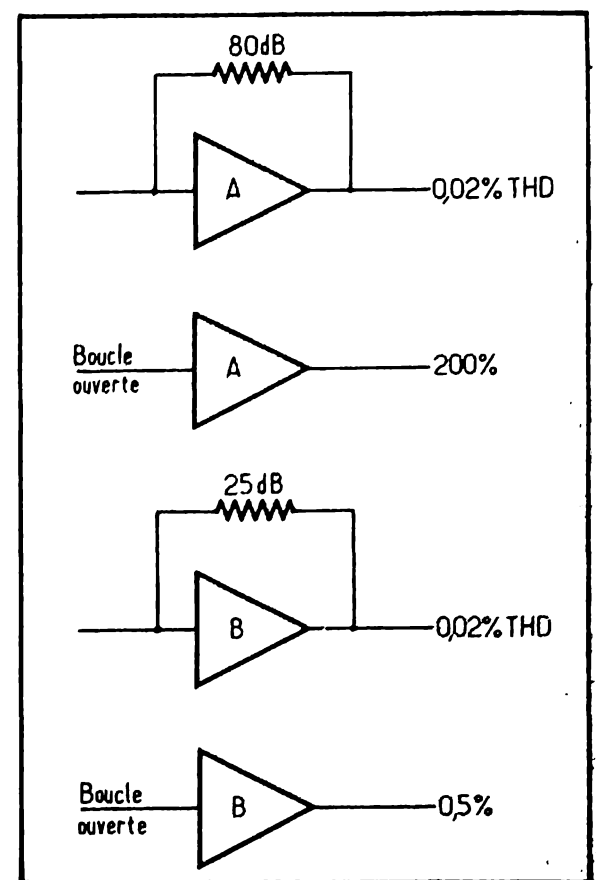 80dB
A
0,02% THD
Boucle
ouverte
A
200%
25dB
B
0,02% THD
Boucle
ouverte
B
0,5%